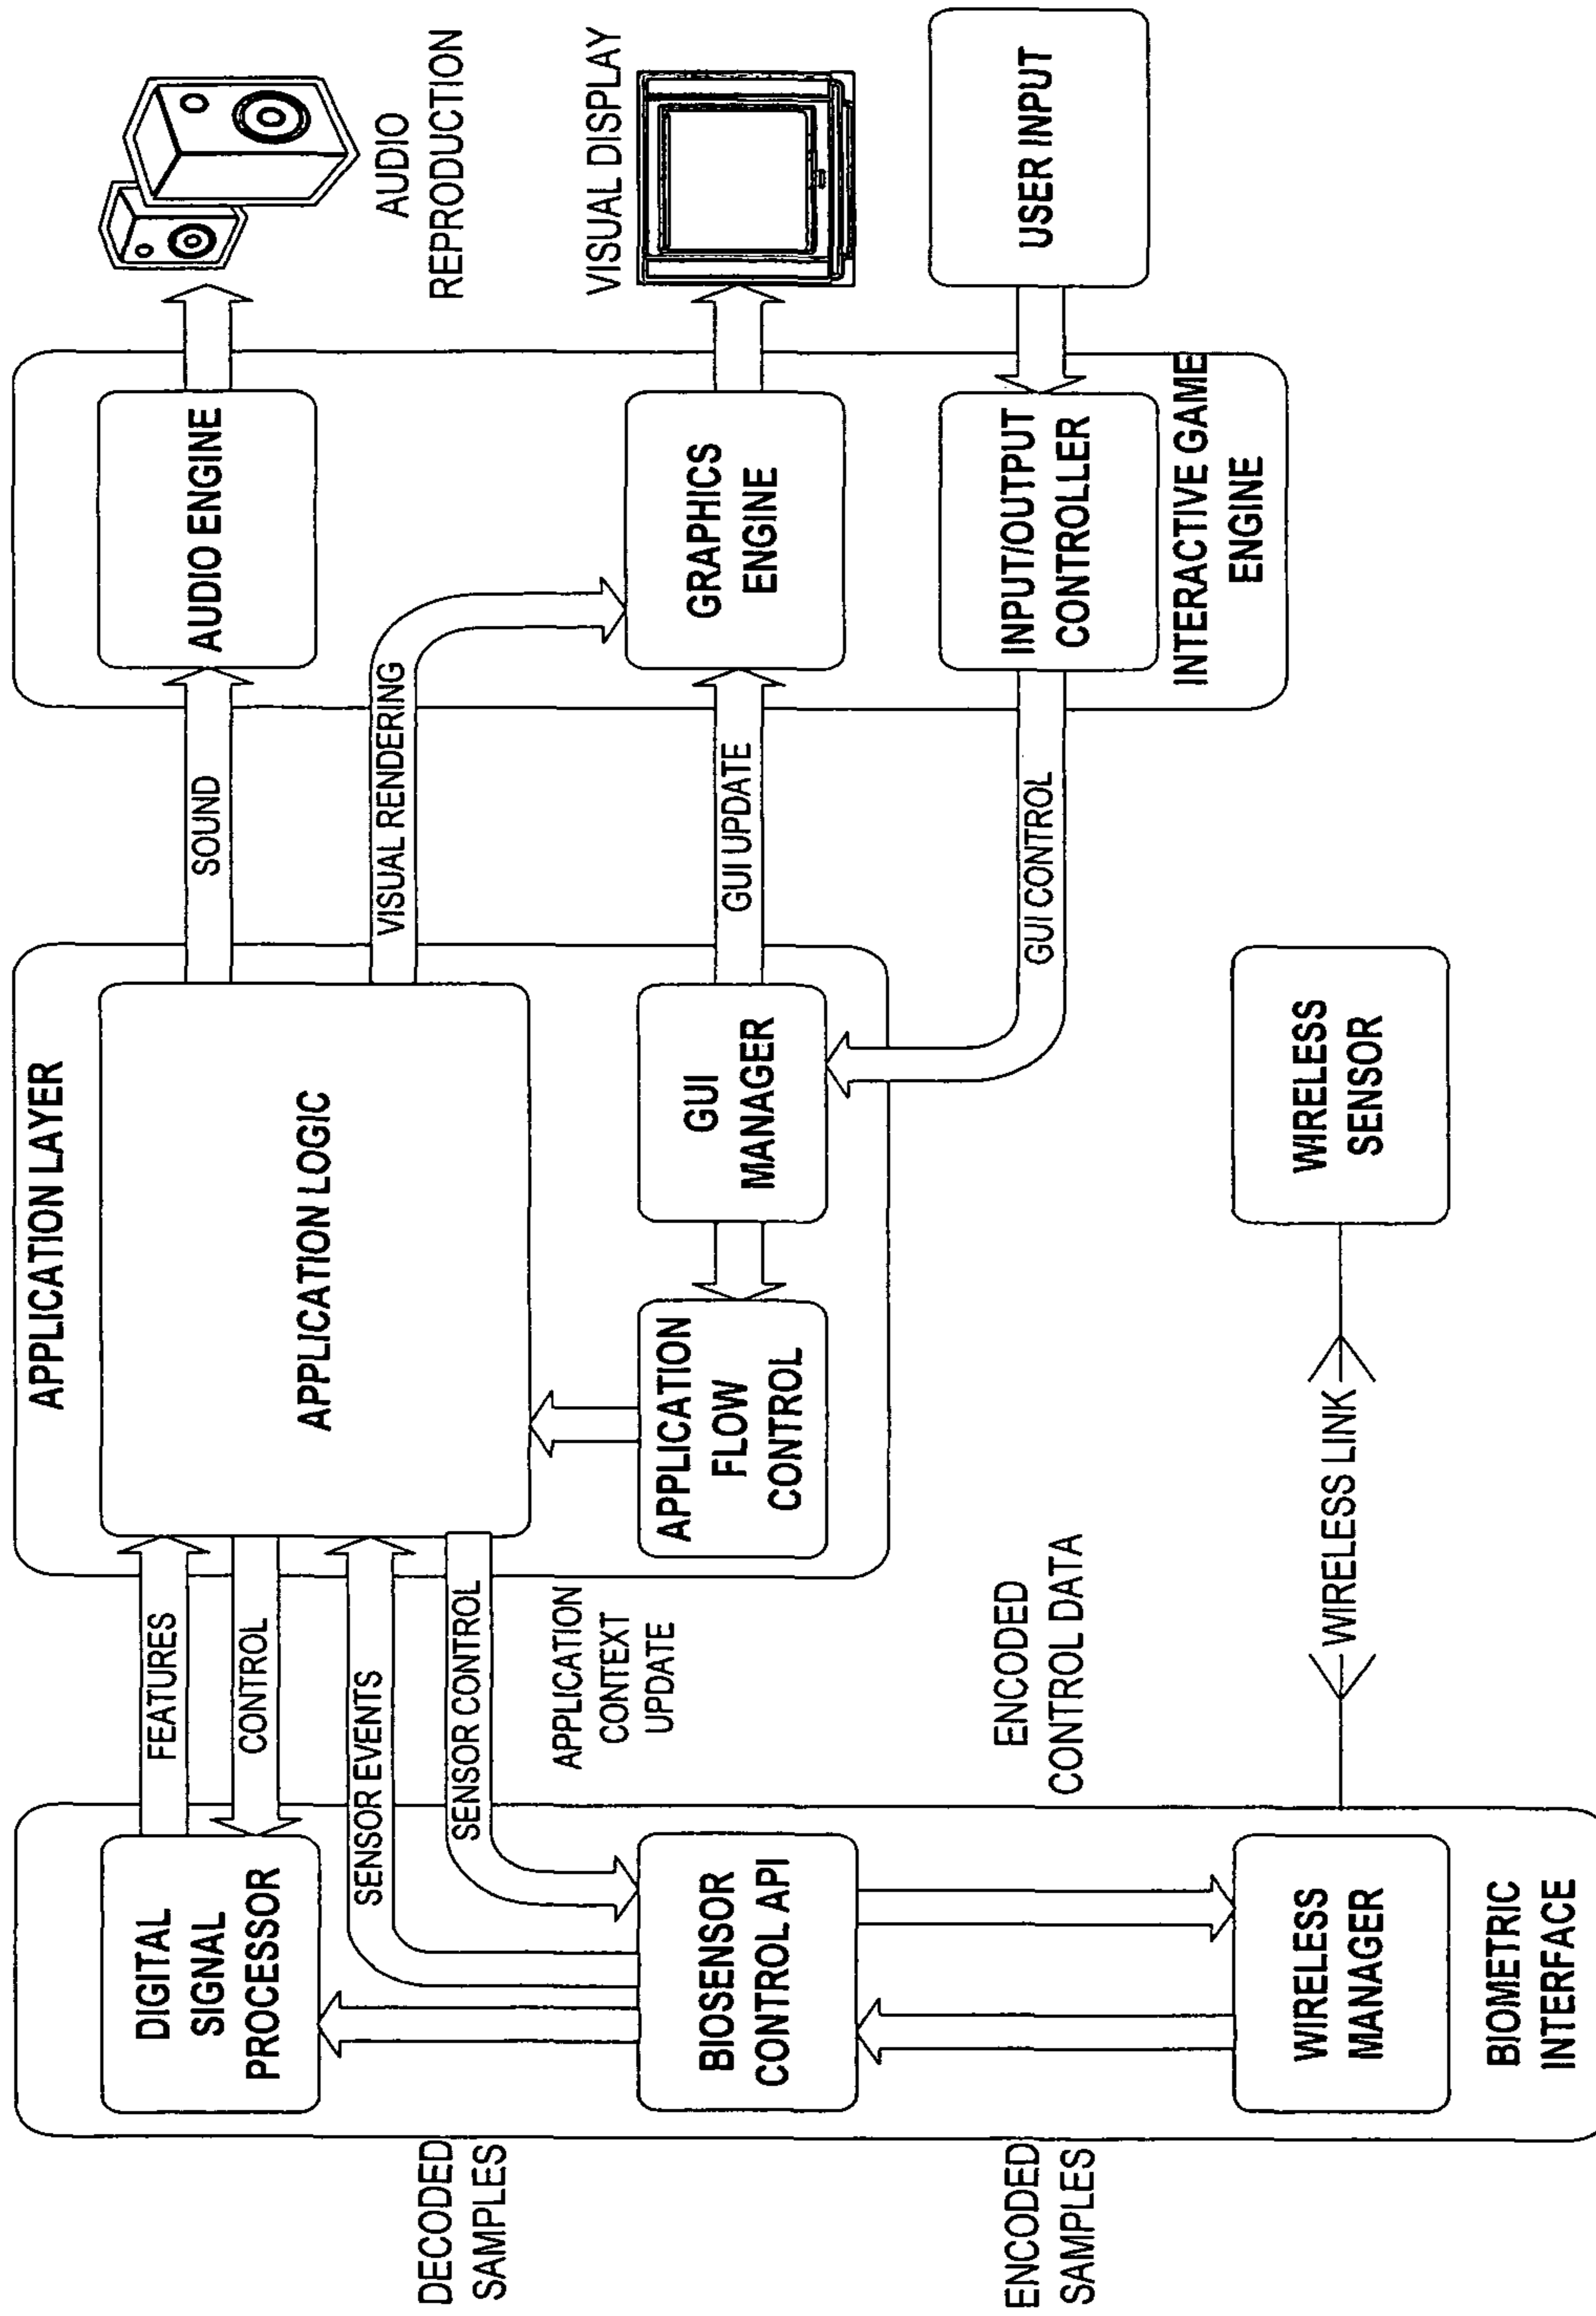 DECODED
SAMPLES
ENCODED
SAMPLES
DIGITAL
SIGNAL
PROCESSOR
BIOSENSOR
CONTROL API
WIRELESS
MANAGER
BIOMETRIC
INTERFACE
FEATURES
CONTROL
SENSOR EVENTS
SENSOR CONTROL
APPLICATION
CONTEXT
UPDATE
ENCODED
CONTROL DATA
WIRELESS LINK
APPLICATION LAYER
APPLICATION LOGIC
APPLICATION
FLOW
CONTROL
GUI
MANAGER
WIRELESS
SENSOR
SOUND
VISUAL RENDERING
GUI UPDATE
GUI CONTROL
AUDIO ENGINE
GRAPHICS
ENGINE
INPUT/OUTPUT
CONTROLLER
INTERACTIVE GAME
ENGINE
AUDIO
REPRODUCTION
VISUAL DISPLAY
USER INPUT